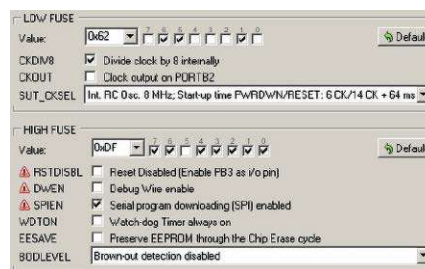 LOW FUSE
Value: 0x62 7 6 5 4 3 2 1 0 Defaul
CKDIV8 Divide clock by 8 internally
CKOUT Clock output on PORTB2
SUT_CKSEL Int. RC Osc. 8 MHz; Start-up time PWRDWN/RESET: 6 CK/14 CK + 64 ms
HIGH FUSE
Value: 0xDF 7 6 5 4 3 2 1 0 Defaul
RSTDISBL Reset Disabled (Enable PB3 as i/o pin)
DWEN Debug Wire enable
SPIEN Serial program downloading (SPI) enabled
WDTON Watch-dog Timer always on
EESAVE Preserve EEPROM through the Chip Erase cycle
BODLEVEL Brown-out detection disabled